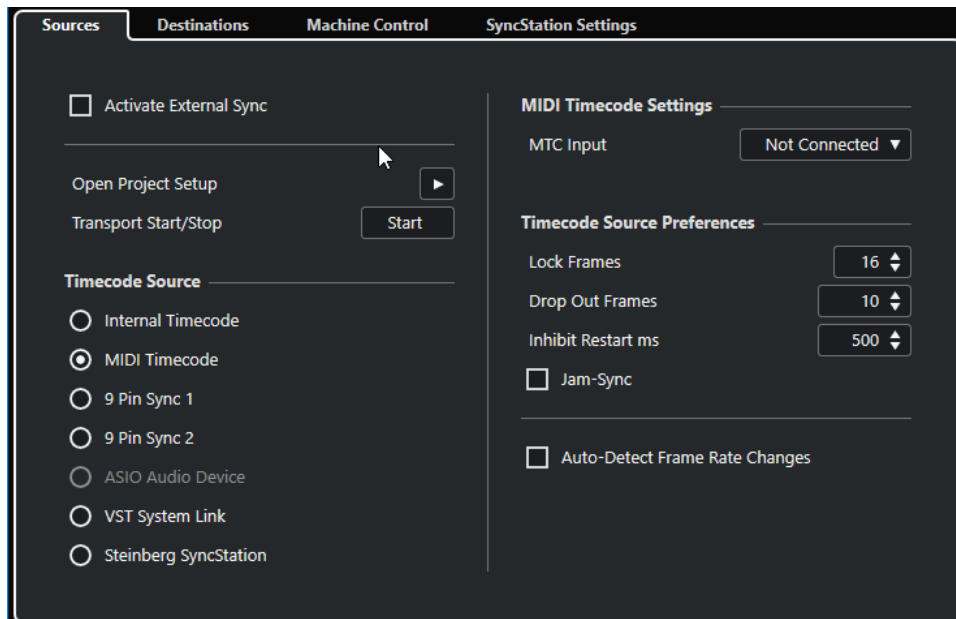 Sources Destinations Machine Control SyncStation Settings
Activate External Sync
Open Project Setup
Transport Start/Stop Start
Timecode Source
Internal Timecode
MIDI Timecode
9 Pin Sync 1
9 Pin Sync 2
ASIO Audio Device
VST System Link
Steinberg SyncStation
MIDI Timecode Settings
MTC Input Not Connected
Timecode Source Preferences
Lock Frames 16
Drop Out Frames 10
Inhibit Restart ms 500
Jam-Sync
Auto-Detect Frame Rate Changes